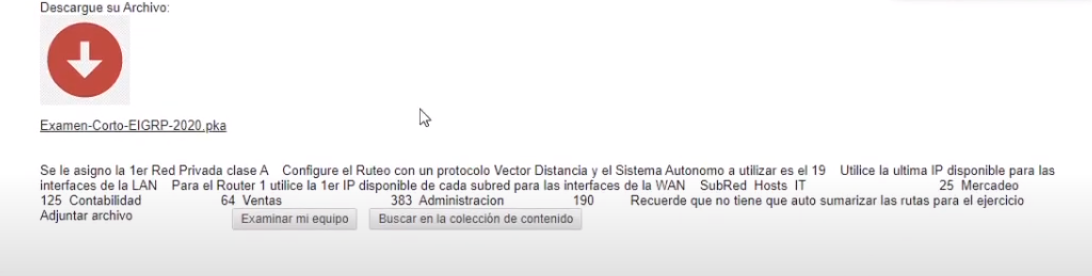 Descargue su Archivo:
Examen-Corto-EIGRP-2020.pka
Se le asigno la 1er Red Privada clase A Configure el Ruteo con un protocolo Vector Distancia y el Sistema Autonomo a utilizar es el 19 Utilice la ultima IP disponible para las
interfaces de la LAN Para el Router 1 utilice la 1er IP disponible de cada subred para las interfaces de la WAN SubRed Hosts IT 25 Mercadeo
125 Contabilidad 64 Ventas 383 Administracion 190 Recuerde que no tiene que auto sumarizar las rutas para el ejercicio
Adjuntar archivo Examinar mi equipo Buscar en la colección de contenido